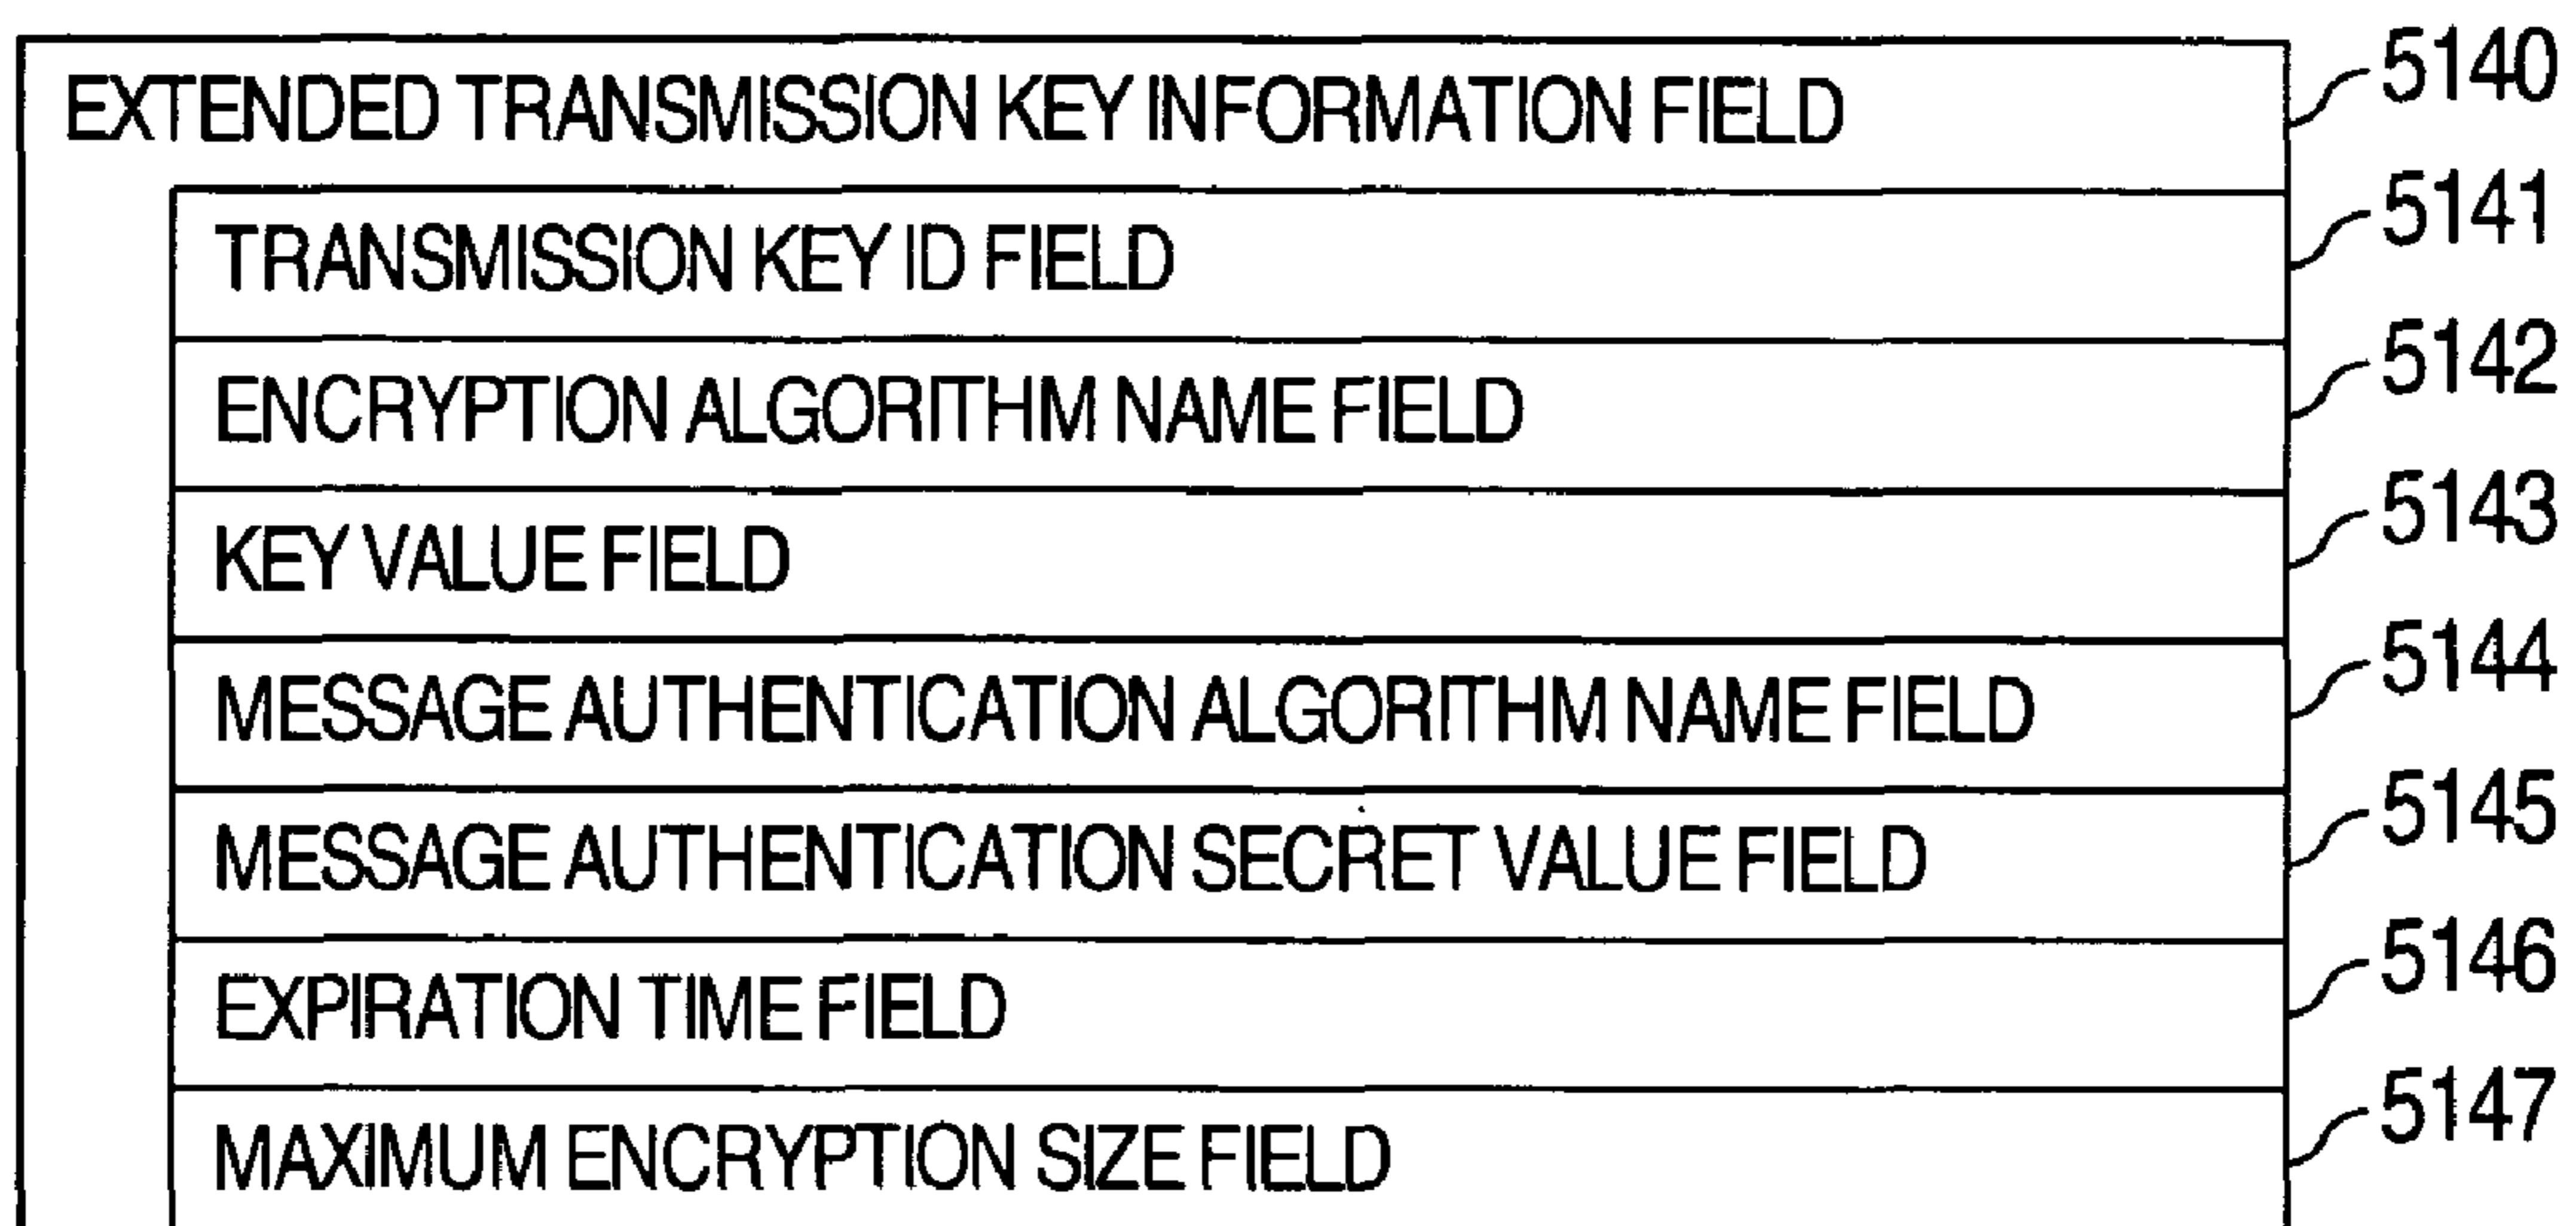 EXTENDED TRANSMISSION KEY INFORMATION FIELD 5140
TRANSMISSION KEY ID FIELD 5141
ENCRYPTION ALGORITHM NAME FIELD 5142
KEY VALUE FIELD 5143
MESSAGE AUTHENTICATION ALGORITHM NAME FIELD 5144
MESSAGE AUTHENTICATION SECRET VALUE FIELD 5145
EXPIRATION TIME FIELD 5146
MAXIMUM ENCRYPTION SIZE FIELD 5147